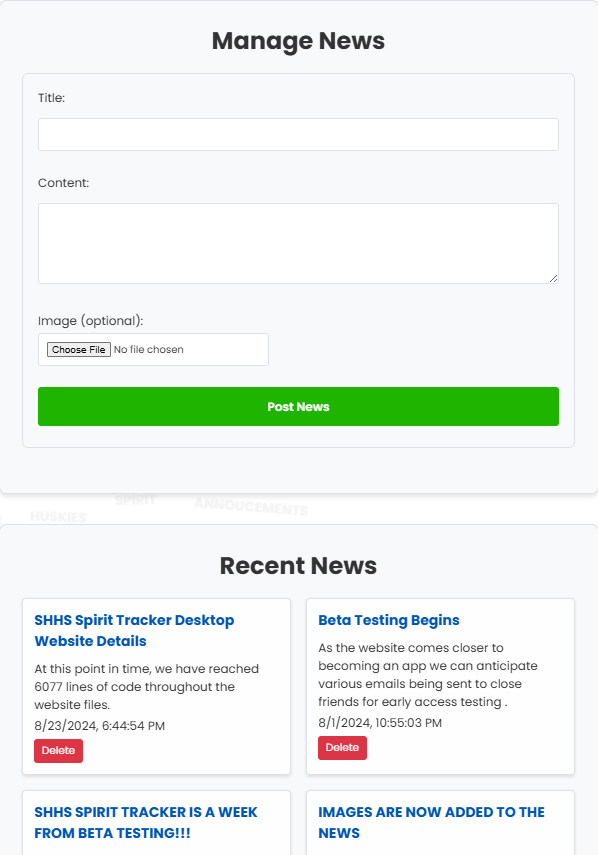 Manage News
Title:
Content:
Image (optional):
Choose File No file chosen
Post News
SPIRIT
ANNOUCEMENTS
HUSKIES
Recent News
SHHS Spirit Tracker Desktop
Website Details
At this point in time, we have reached
6077 lines of code throughout the
website files.
8/23/2024, 6:44:54 PM
Delete
Beta Testing Begins
As the website comes closer to
becoming an app we can anticipate
various emails being sent to close
friends for early access testing .
8/1/2024, 10:55:03 PM
Delete
SHHS SPIRIT TRACKER IS A WEEK
FROM BETA TESTING!!!
IMAGES ARE NOW ADDED TO THE
NEWS